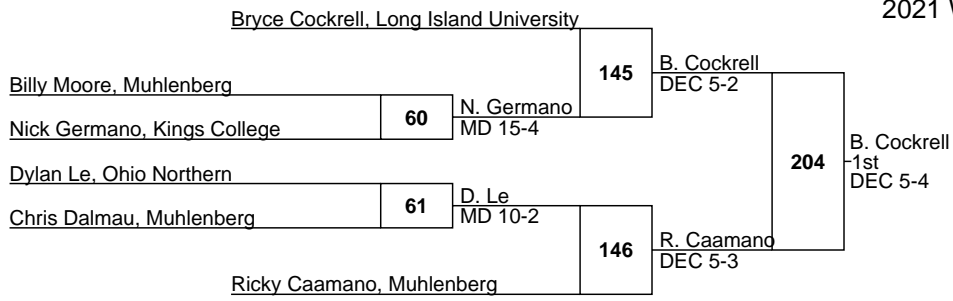 2021
Bryce Cockrell, Long Island University
145
B. Cockrell
DEC 5-2
Billy Moore, Muhlenberg
60
N. Germano
MD 15-4
Nick Germano, Kings College
204
B. Cockrell
1st
DEC 5-4
Dylan Le, Ohio Northern
61
D. Le
MD 10-2
Chris Dalmau, Muhlenberg
146
R. Caamano
DEC 5-3
Ricky Caamano, Muhlenberg